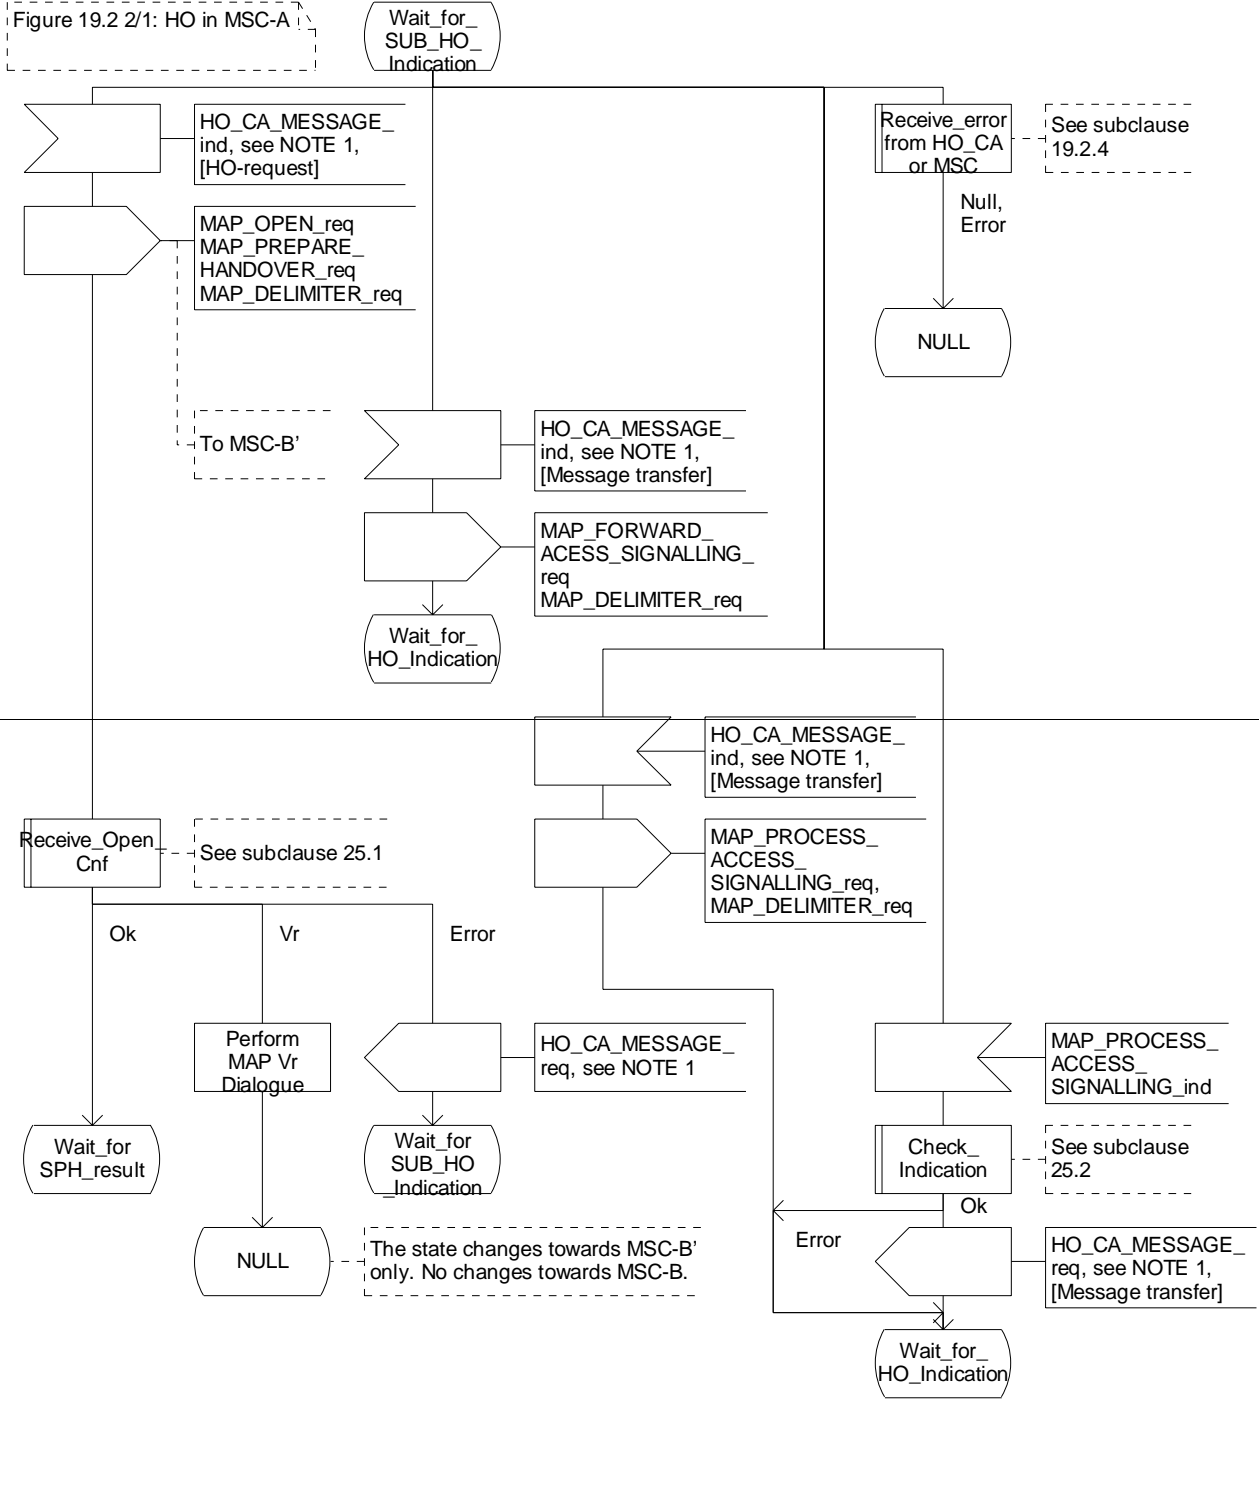 Figure 19.2 2/1: HO in MSC-A
Wait_for_
SUB_HO_
Indication
HO_CA_MESSAGE_
ind, see NOTE 1,
[HO-request]
Receive_error
from HO_CA
or MSC
See subclause
19.2.4
Null,
Error
MAP_OPEN_req
MAP_PREPARE_
HANDOVER_req
MAP_DELIMITER_req
NULL
To MSC-B’
HO_CA_MESSAGE_
ind, see NOTE 1,
[Message transfer]
MAP_FORWARD_
ACESS_SIGNALLING_
req
MAP_DELIMITER_req
Wait_for_
HO_Indication
HO_CA_MESSAGE_
ind, see NOTE 1,
[Message transfer]
Receive_Open_
Cnf
See subclause 25.1
MAP_PROCESS_
ACCESS_
SIGNALLING_req,
MAP_DELIMITER_req
Ok
Vr
Error
Perform
MAP Vr
Dialogue
HO_CA_MESSAGE_
req, see NOTE 1
MAP_PROCESS_
ACCESS_
SIGNALLING_ind
Wait_for
SPH_result
Wait_for
SUB_HO
_Indication
Check_
Indication
See subclause
25.2
Ok
Error
NULL
The state changes towards MSC-B’
only. No changes towards MSC-B.
HO_CA_MESSAGE_
req, see NOTE 1,
[Message transfer]
Wait_for_
HO_Indication